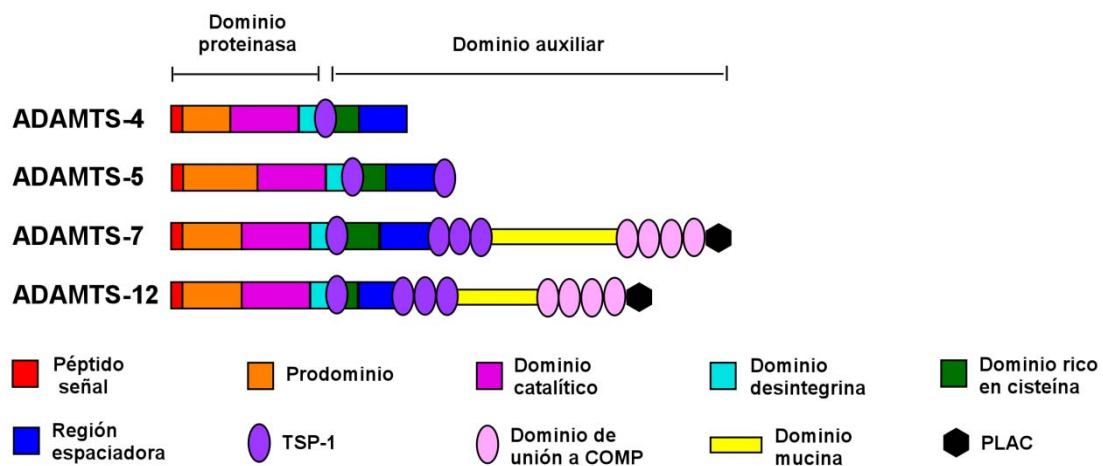 Dominio
proteinasa
Dominio auxiliar
ADAMTS-4
ADAMTS-5
ADAMTS-7
ADAMTS-12
Péptido
señal
Prodominio
Dominio
catalítico
Dominio
desintegrina
Dominio rico
en cisteína
Región
espaciadora
TSP-1
Dominio de
unión a COMP
Dominio
mucina
PLAC